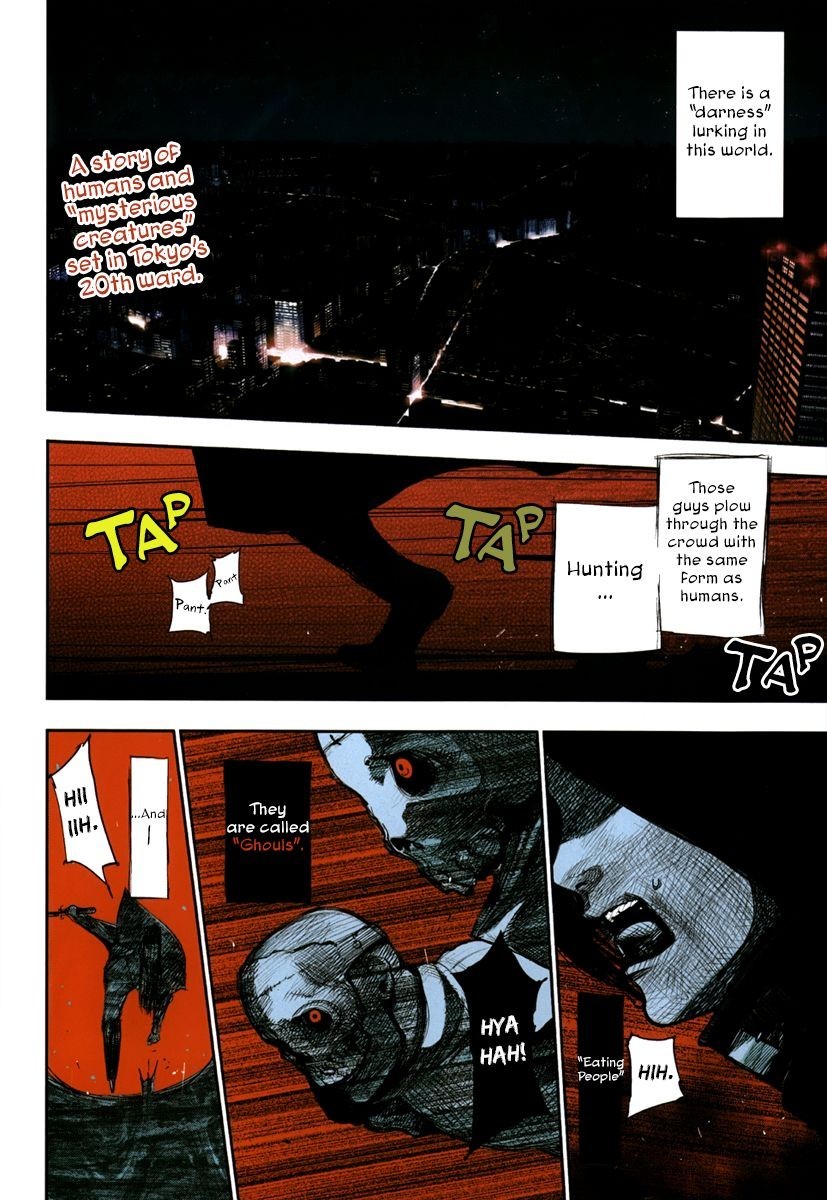 There is a
"darness"
lurking in
this world.
A story of
humans and
"mysterious
creatures"
set in Tokyo's
20th ward.
Those
guys plow
through the
crowd with
the same
form as
humans.
Hunting
...
TAP
TAP
TAP
Pant
Pant.
"Eating
People"
HIH.
They
are called
"Ghouls".
HYA
HAH!
...And
I
HII
IIH.